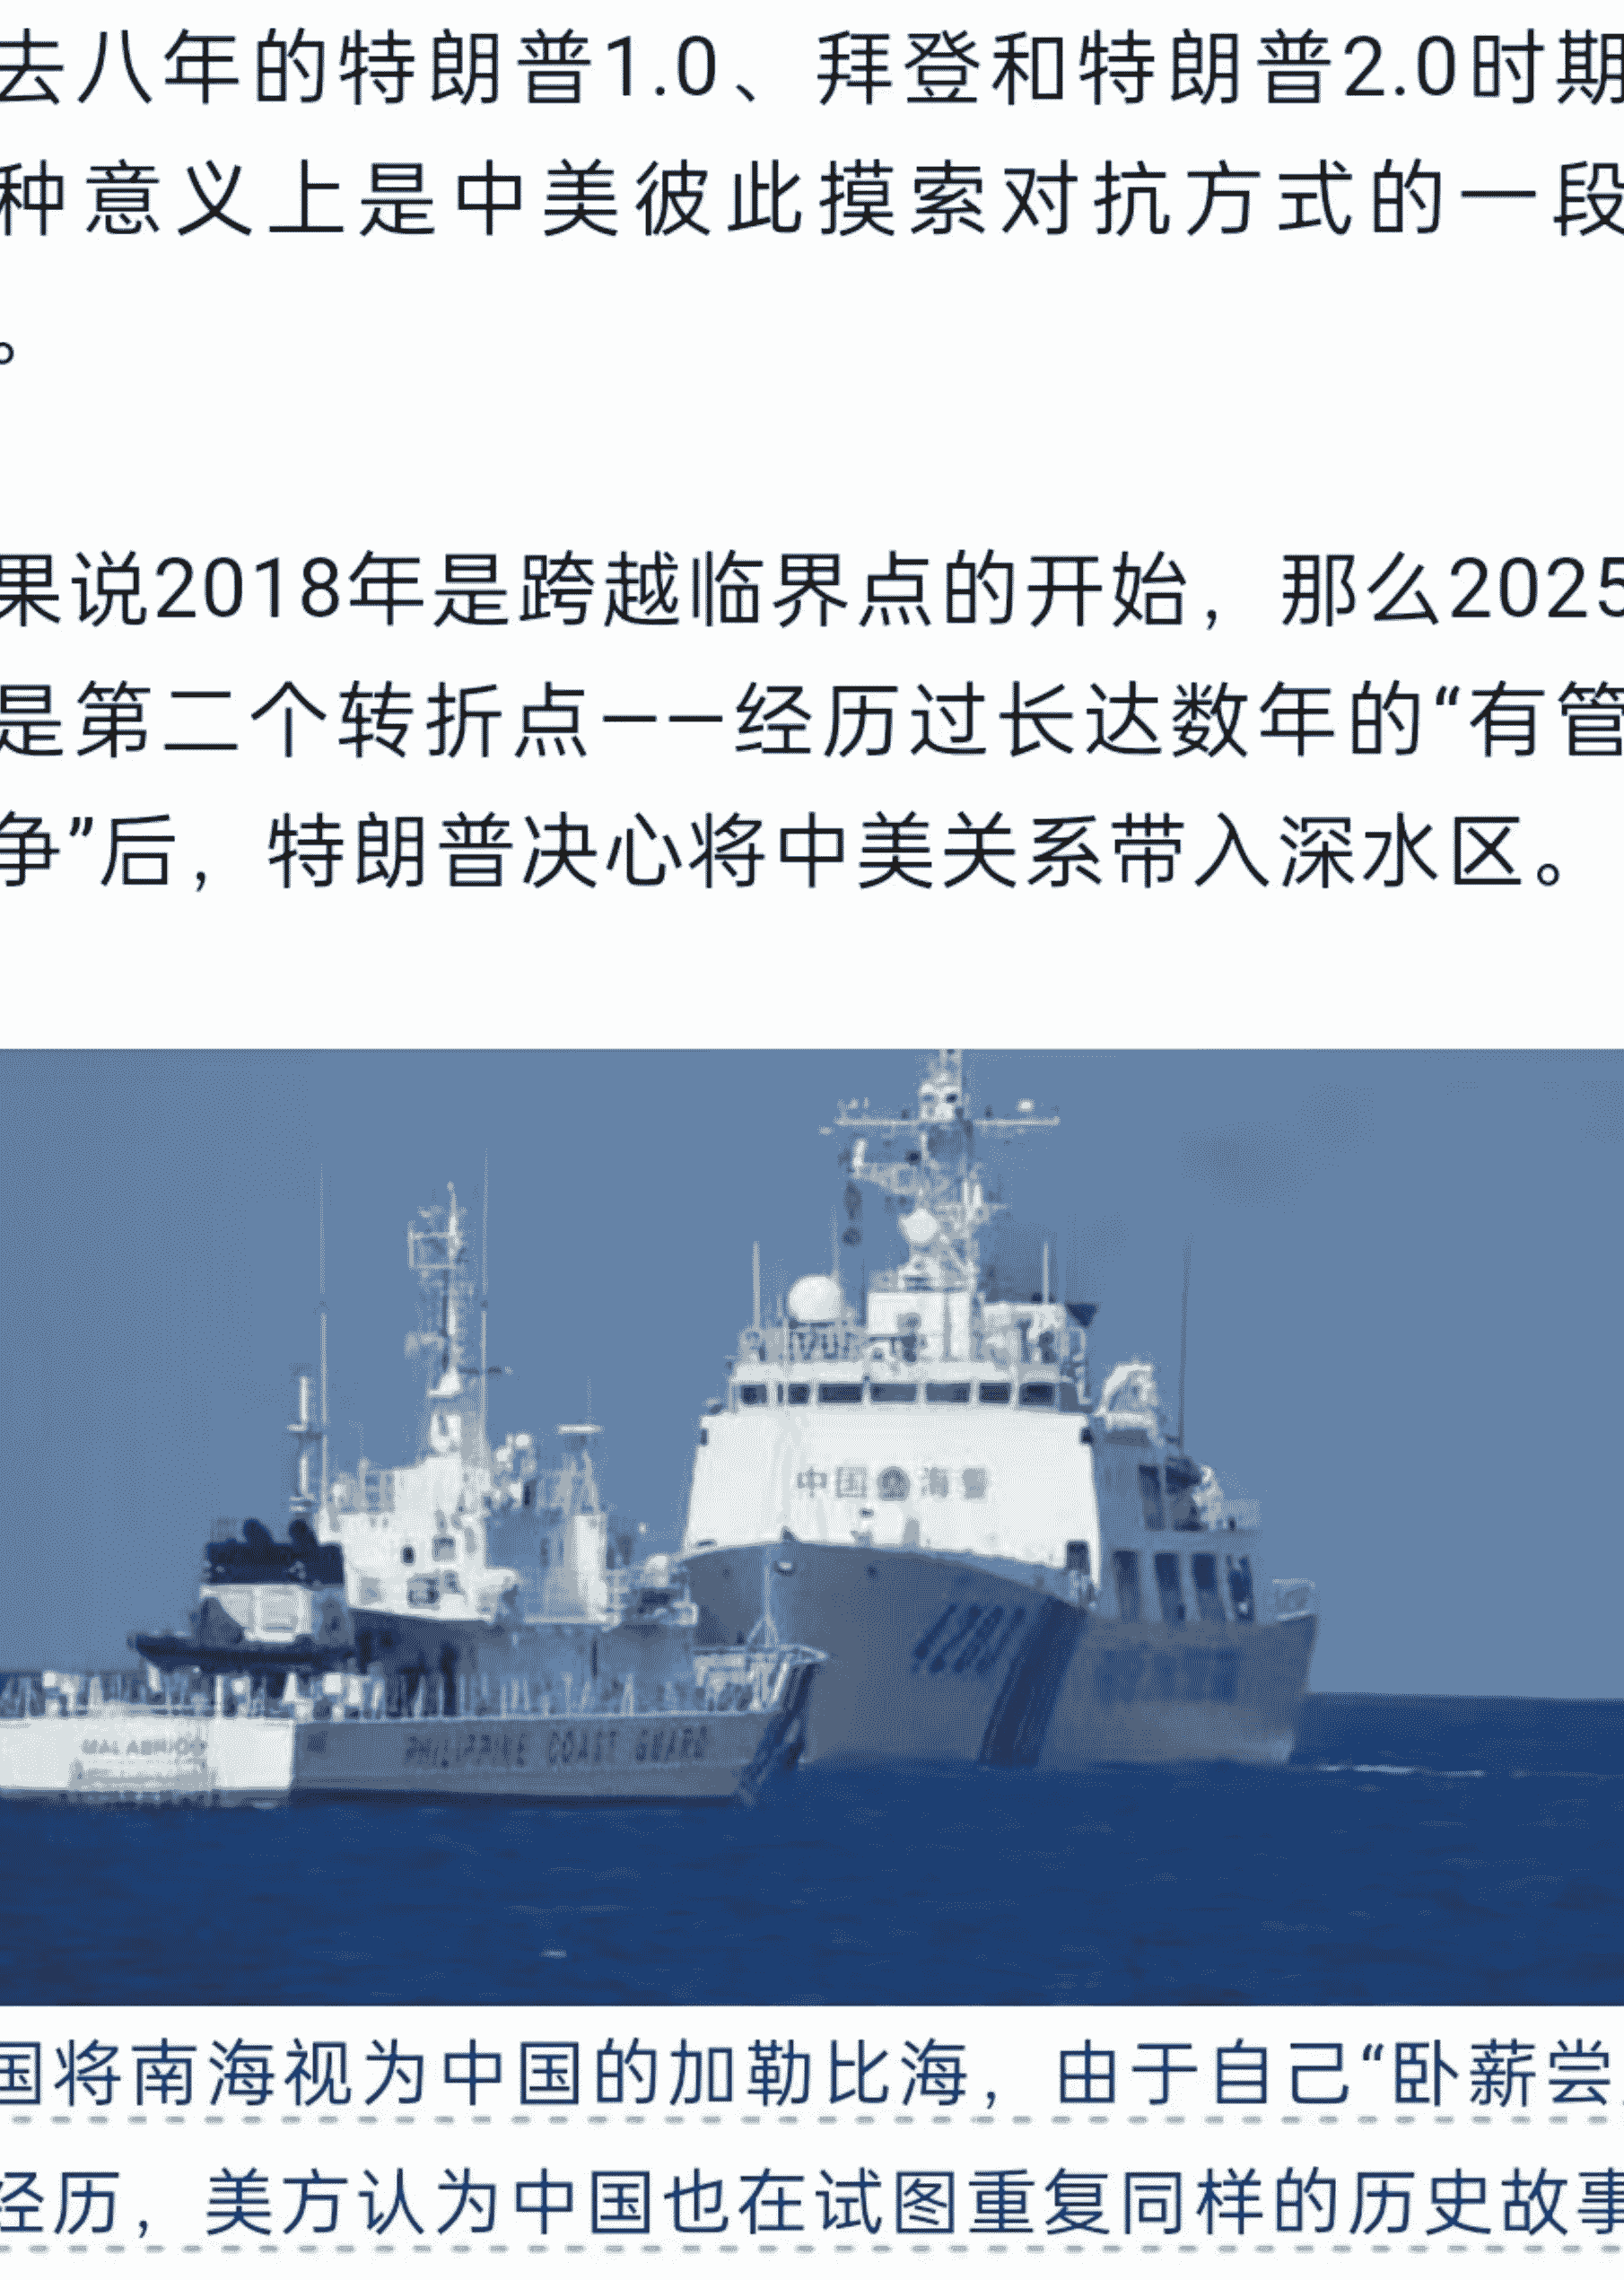 去八年的特朗普1.0、拜登和特朗普2.0时期
种意义上是中美彼此摸索对抗方式的一段
。
果说2018年是跨越临界点的开始，那么2025
是第二个转折点——经历过长达数年的“有管
争”后，特朗普决心将中美关系带入深水区。
中国海警
PHILIPPINE COAST GUARD
国将南海视为中国的加勒比海，由于自己“卧薪尝
经历，美方认为中国也在试图重复同样的历史故事